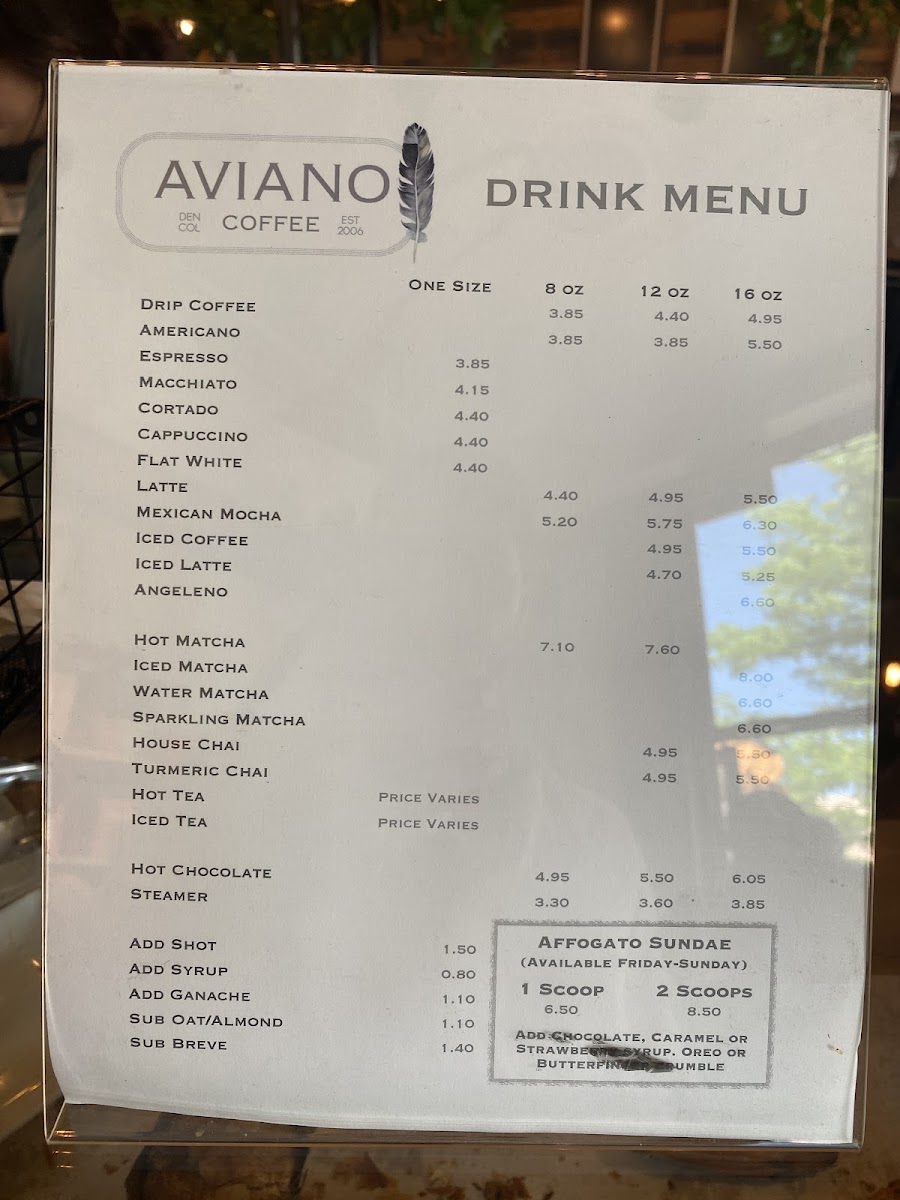 AVIANO
DEN COL COFFEE EST 2006
DRINK MENU
ONE SIZE 8 OZ 12 OZ 16 OZ
DRIP COFFEE 3.85 4.40 4.95
AMERICANO 3.85 3.85 5.50
ESPRESSO 3.85
MACCHIATO 4.15
CORTADO 4.40
CAPPUCCINO 4.40
FLAT WHITE 4.40
LATTE 4.40 4.95 5.50
MEXICAN MOCHA 5.20 5.75 6.30
ICED COFFEE 4.95 5.50
ICED LATTE 4.70 5.25
ANGELENO 6.60
HOT MATCHA 7.10 7.60
ICED MATCHA 8.00
WATER MATCHA 6.60
SPARKLING MATCHA 6.60
HOUSE CHAI 4.95 5.50
TURMERIC CHAI 4.95 5.50
HOT TEA PRICE VARIES
ICED TEA PRICE VARIES
HOT CHOCOLATE 4.95 5.50 6.05
STEAMER 3.30 3.60 3.85
ADD SHOT 1.50
ADD SYRUP 0.80
ADD GANACHE 1.10
SUB OAT/ALMOND 1.10
SUB BREVE 1.40
AFFOGATO SUNDAE
(AVAILABLE FRIDAY-SUNDAY)
1 SCOOP 2 SCOOPS
6.50 8.50
ADD CHOCOLATE, CARAMEL OR
STRAWBERRY SYRUP. OREO OR
BUTTERFINGER CRUMBLE